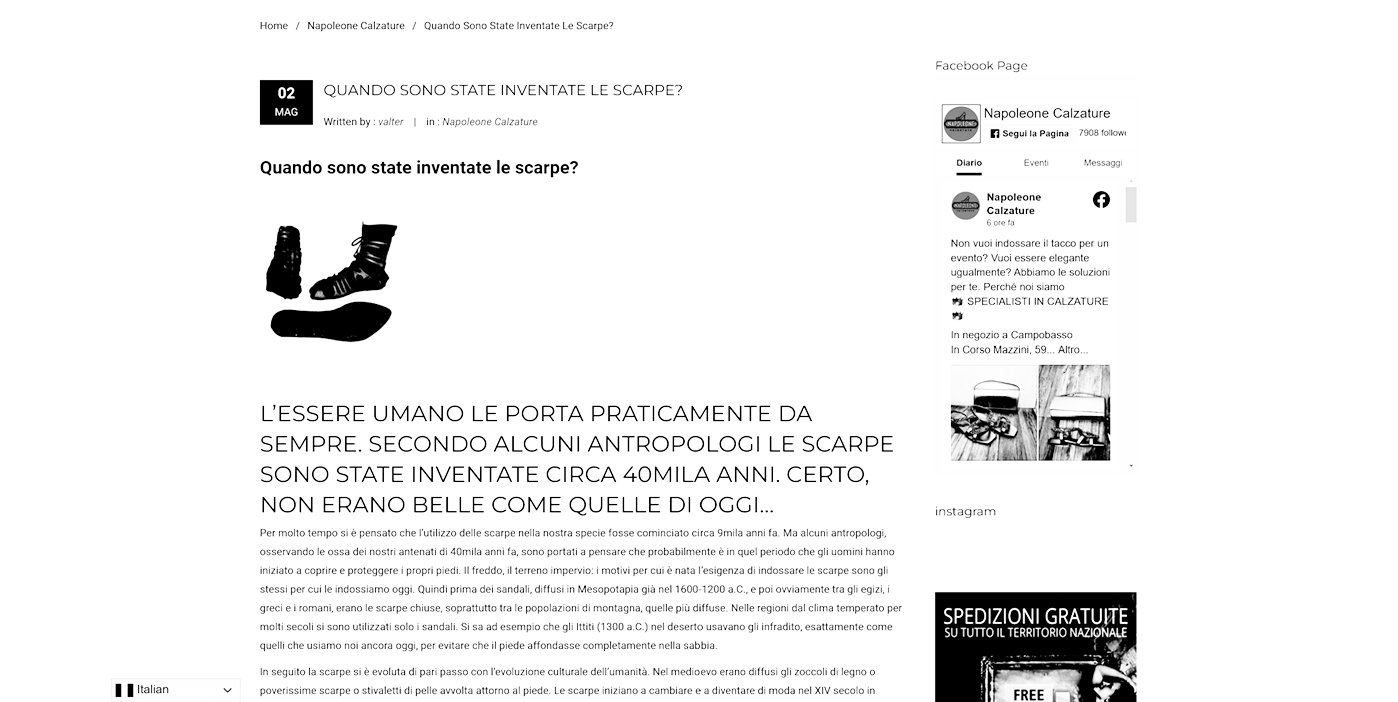 Home / Napoleone Calzature / Quando Sono State Inventate Le Scarpe?
02
MAG
QUANDO SONO STATE INVENTATE LE SCARPE?
Written by : valter | in : Napoleone Calzature
Quando sono state inventate le scarpe?
L’ESSERE UMANO LE PORTA PRATICAMENTE DA
SEMPRE. SECONDO ALCUNI ANTROPOLOGI LE SCARPE
SONO STATE INVENTATE CIRCA 40MILA ANNI. CERTO,
NON ERANO BELLE COME QUELLE DI OGGI…
Per molto tempo si è pensato che l’utilizzo delle scarpe nella nostra specie fosse cominciato circa 9mila anni fa. Ma alcuni antropologi,
osservando le ossa dei nostri antenati di 40mila anni fa, sono portati a pensare che probabilmente è in quel periodo che gli uomini hanno
iniziato a coprire e proteggere i propri piedi. Il freddo, il terreno impervio: i motivi per cui è nata l’esigenza di indossare le scarpe sono gli
stessi per cui le indossiamo oggi. Quindi prima dei sandali, diffusi in Mesopotapia già nel 1600-1200 a.C., e poi ovviamente tra gli egizi, i
greci e i romani, erano le scarpe chiuse, soprattutto tra le popolazioni di montagna, quelle più diffuse. Nelle regioni dal clima temperato per
molti secoli si sono utilizzati solo i sandali. Si sa ad esempio che gli Ittiti (1300 a.C.) nel deserto usavano gli infradito, esattamente come
quelli che usiamo noi ancora oggi, per evitare che il piede affondasse completamente nella sabbia.
In seguito la scarpe si è evoluta di pari passo con l’evoluzione culturale dell’umanità. Nel medioevo erano diffusi gli zoccoli di legno o
poverissime scarpe o stivaletti di pelle avvolta attorno al piede. Le scarpe iniziano a cambiare e a diventare di moda nel XIV secolo in
Italian
Facebook Page
NAPOLEONE
Napoleone Calzature
Segui la Pagina 7908 followe
Diario Eventi Messaggi
Napoleone
Calzature
6 ore fa
Non vuoi indossare il tacco per un
evento? Vuoi essere elegante
ugualmente? Abbiamo le soluzioni
per te. Perché noi siamo
SPECIALISTI IN CALZATURE
In negozio a Campobasso
In Corso Mazzini, 59... Altro...
instagram
SPEDIZIONI GRATUITE
SU TUTTO IL TERRITORIO NAZIONALE
FREE